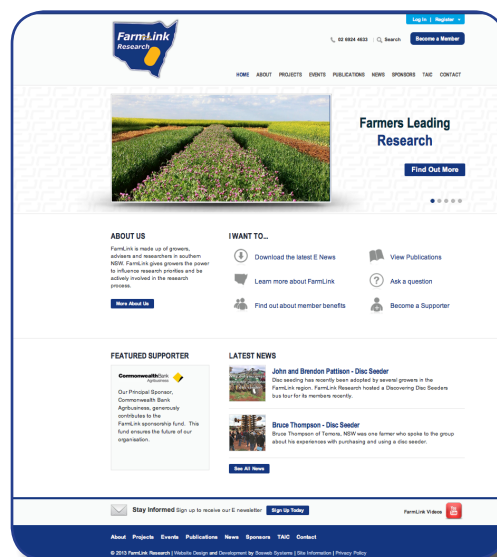 Log In | Register
FarmLink
Research
02 6924 4633 | Search
Become a Member
HOME ABOUT PROJECTS EVENTS PUBLICATIONS NEWS SPONSORS TAIC CONTACT
Farmers Leading
Research
Find Out More
ABOUT US
FarmLink is made up of growers,
advisers and researchers in southern
NSW. FarmLink gives growers the power
to influence research priorities and be
actively involved in the research
process.
More About Us
I WANT TO...
Download the latest E News
View Publications
Learn more about FarmLink
Ask a question
Find out about member benefits
Become a Supporter
FEATURED SUPPORTER
CommonwealthBank
Agribusiness
Our Principal Sponsor,
Commonwealth Bank
Agribusiness, generously
contributes to the
FarmLink sponsorship fund. This
fund ensures the future of our
organisation.
LATEST NEWS
John and Brendon Pattison - Disc Seeder
Disc seeding has recently been adopted by several growers in the
FarmLink region. FarmLink Research hosted a Discovering Disc Seeders
bus tour for its members recently.
Bruce Thompson - Disc Seeder
Bruce Thompson of Temora, NSW was one farmer who spoke to the group
about his experiences with purchasing and using a disc seeder.
See All News
Stay Informed Sign up to receive our E newsletter
Sign Up Today
FarmLink Videos
You
Tube
About Projects Events Publications News Sponsors TAIC Contact
© 2013 FarmLink Research | Website Design and Development by Sosweb Systems | Site Information | Privacy Policy